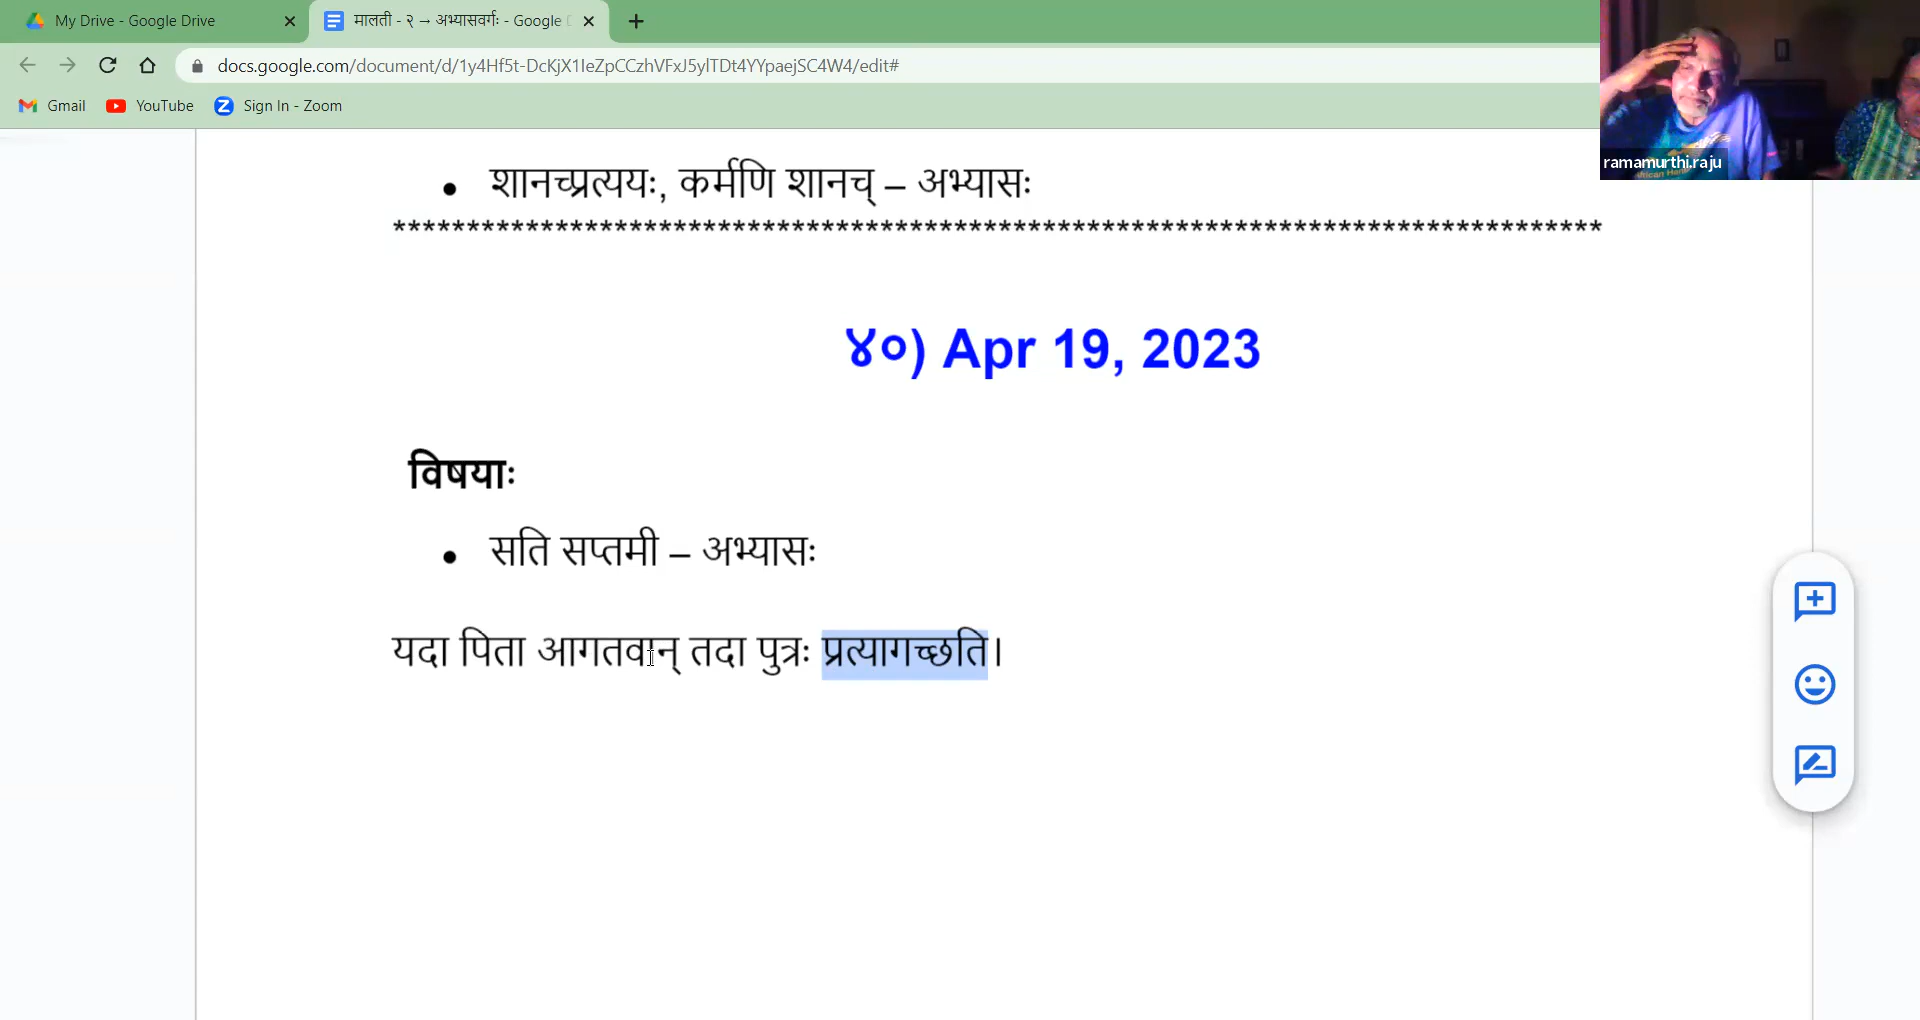 My Drive - Google Drive
मालती - २ → अभ्यासवर्गः - Google
docs.google.com/document/d/1y4Hf5t-DcKjX1IeZpCCzhVFxJ5ylTDt4YYpaejSC4W4/edit#
Gmail YouTube Sign In - Zoom
ramamurthi.raju
शानच्प्रत्ययः, कर्मणि शानच् – अभ्यासः
**********************************************************************************
४०) Apr 19, 2023
विषयाः
सति सप्तमी – अभ्यासः
यदा पिता आगतवान् तदा पुत्रः प्रत्यागच्छति।